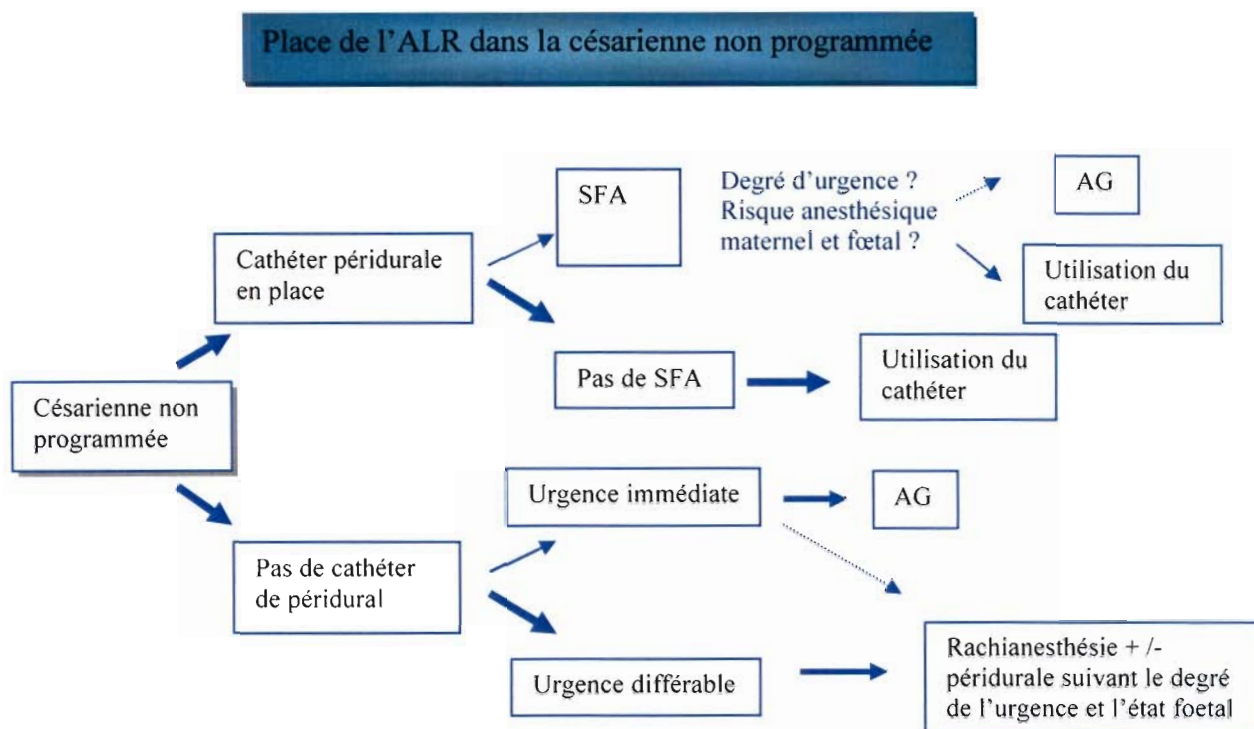 Place de l'ALR dans la césarienne non programmée
SFA
Degré d'urgence ?
Risque anesthésique
maternel et fœtal ?
AG
Cathéter péridurale
en place
Utilisation du
cathéter
Pas de SFA
Utilisation du
cathéter
Césarienne non
programmée
Urgence immédiate
AG
Pas de cathéter
de péridural
Urgence différable
Rachianesthésie + /-
péridurale suivant le degré
de l'urgence et l'état foetal